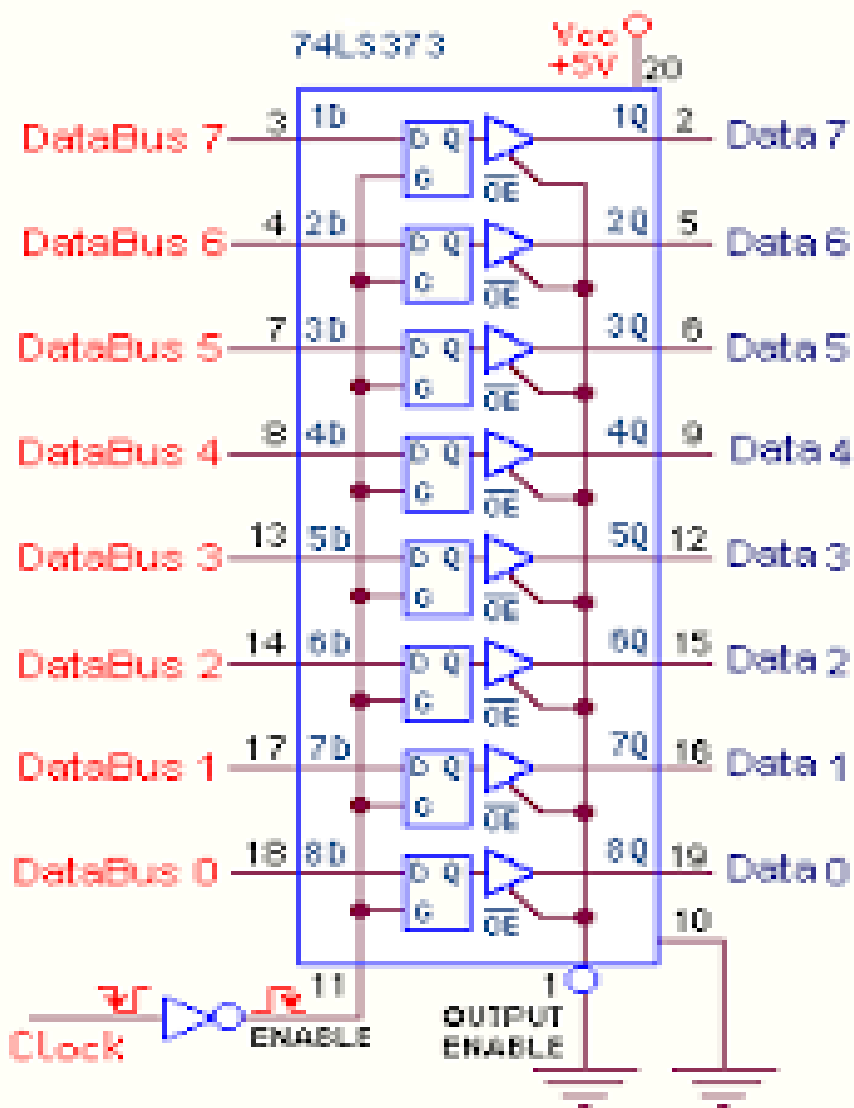 74LS373
Vcc
+5V
20
DataBus 7 3 1D D Q 1Q 2 Data 7
G OE
DataBus 6 4 2D D Q 2Q 5 Data 6
G OE
DataBus 5 7 3D D Q 3Q 6 Data 5
G OE
DataBus 4 8 4D D Q 4Q 9 Data 4
G OE
DataBus 3 13 5D D Q 5Q 12 Data 3
G OE
DataBus 2 14 6D D Q 6Q 15 Data 2
G OE
DataBus 1 17 7D D Q 7Q 16 Data 1
G OE
DataBus 0 18 8D D Q 8Q 19 Data 0
G OE
10
11 1
Clock ENABLE OUTPUT
ENABLE